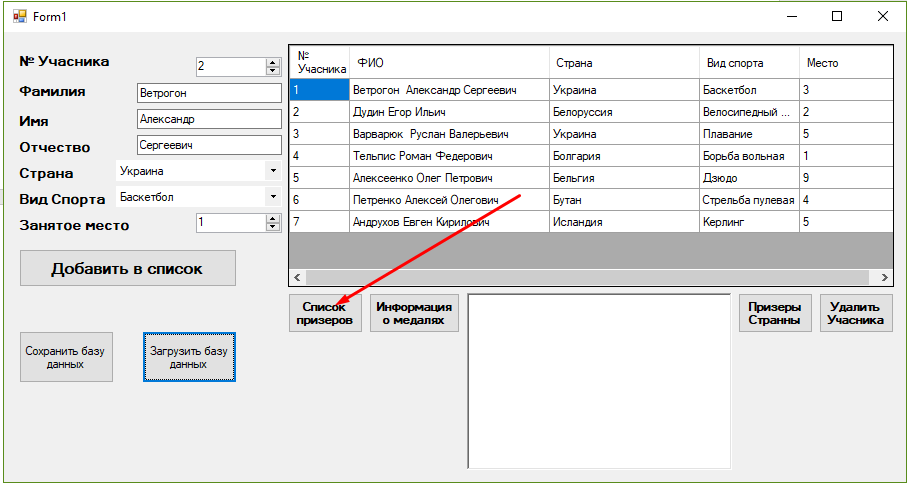 Form1
№ Учасника 2
Фамилия Ветрогон
Имя Александр
Отчество Сергеевич
Страна Украина
Вид Спорта Баскетбол
Занятое место 1
Добавить в список
Сохранить базу
данных
Загрузить базу
данных
№
Учасника ФИО Страна Вид спорта Место
1 Ветрогон Александр Сергеевич Украина Баскетбол 3
2 Дудин Егор Ильич Белоруссия Велосипедный ... 2
3 Варварюк Руслан Валерьевич Украина Плавание 5
4 Тельпис Роман Федерович Болгария Борьба вольная 1
5 Алексеенко Олег Петрович Бельгия Дзюдо 9
6 Петренко Алексей Олегович Бутан Стрельба пулевая 4
7 Андрухов Евген Кирилович Исландия Керлинг 5
Список
призеров
Информация
о медалях
Призеры
Странны
Удалить
Учасника